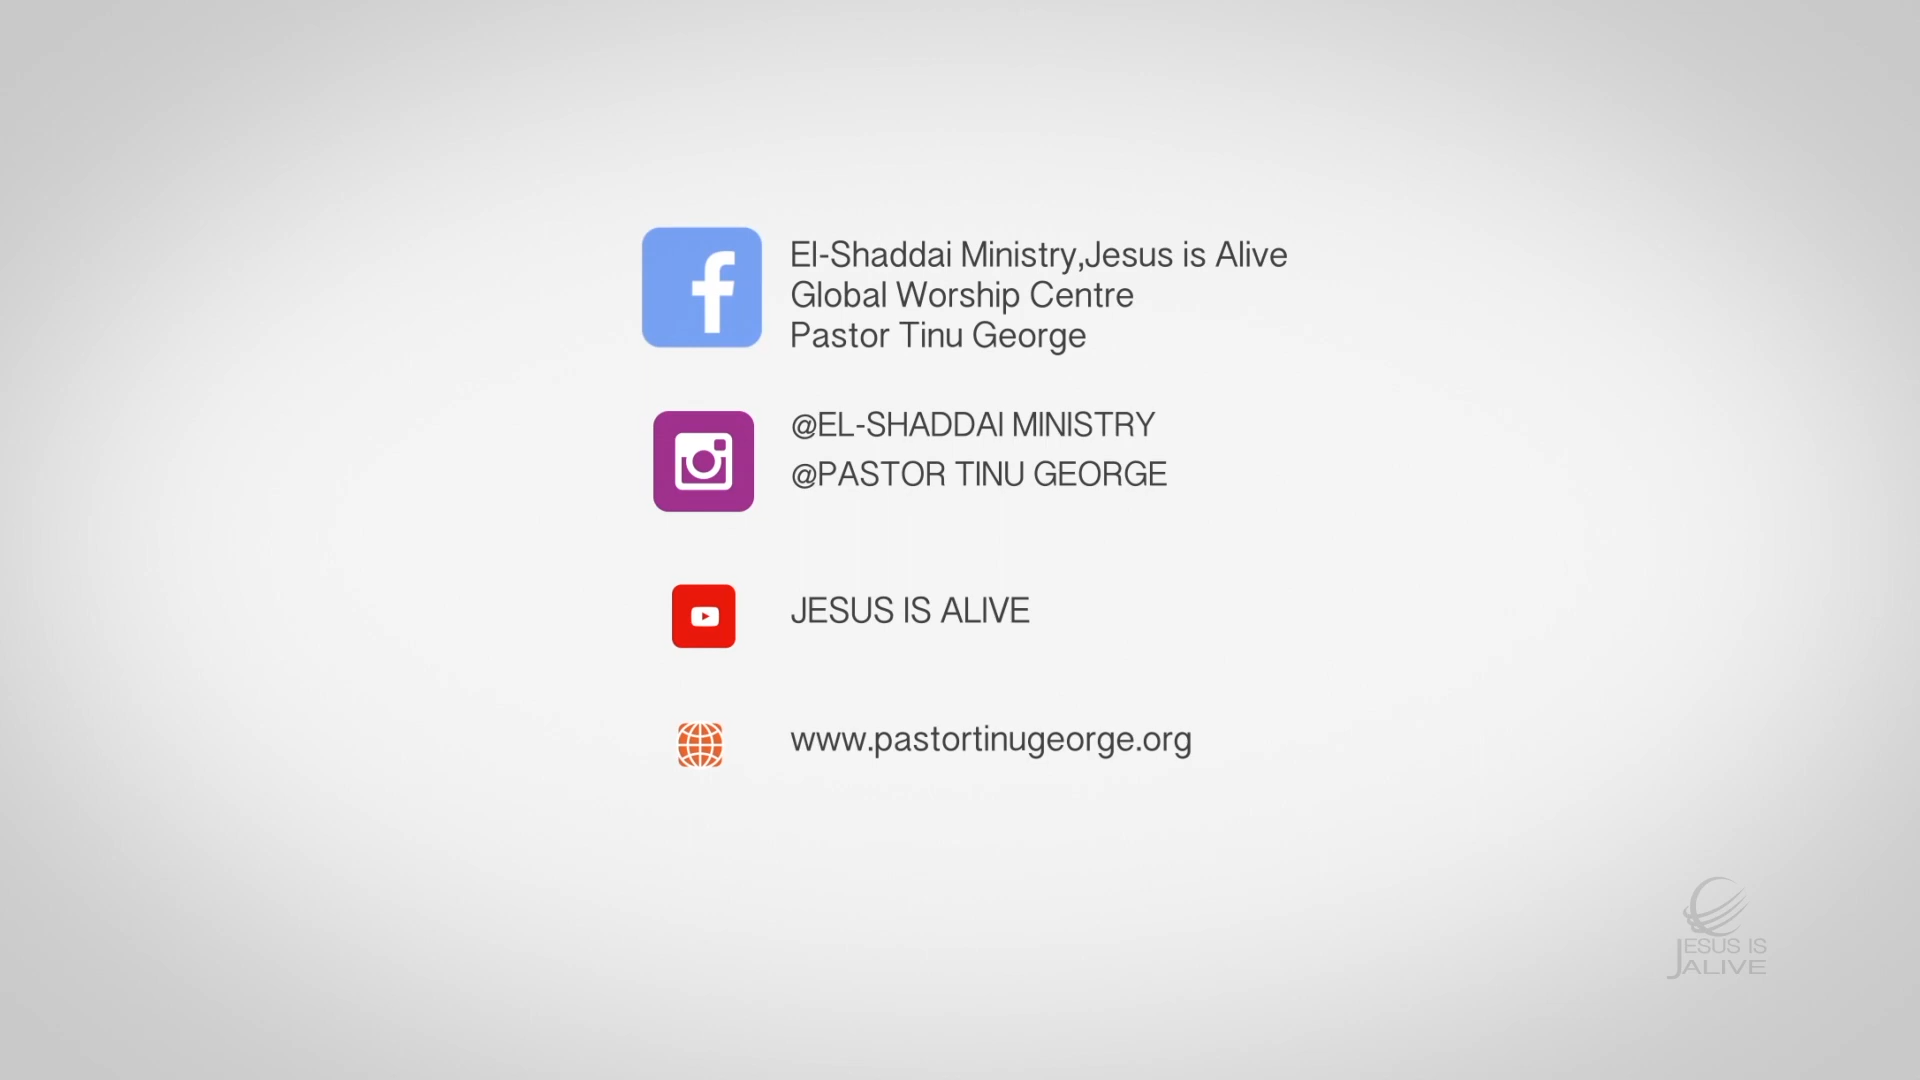 El-Shaddai Ministry,Jesus is Alive
Global Worship Centre
Pastor Tinu George
@EL-SHADDAI MINISTRY
@PASTOR TINU GEORGE
JESUS IS ALIVE
www.pastortinugeorge.org
JESUS IS
ALIVE